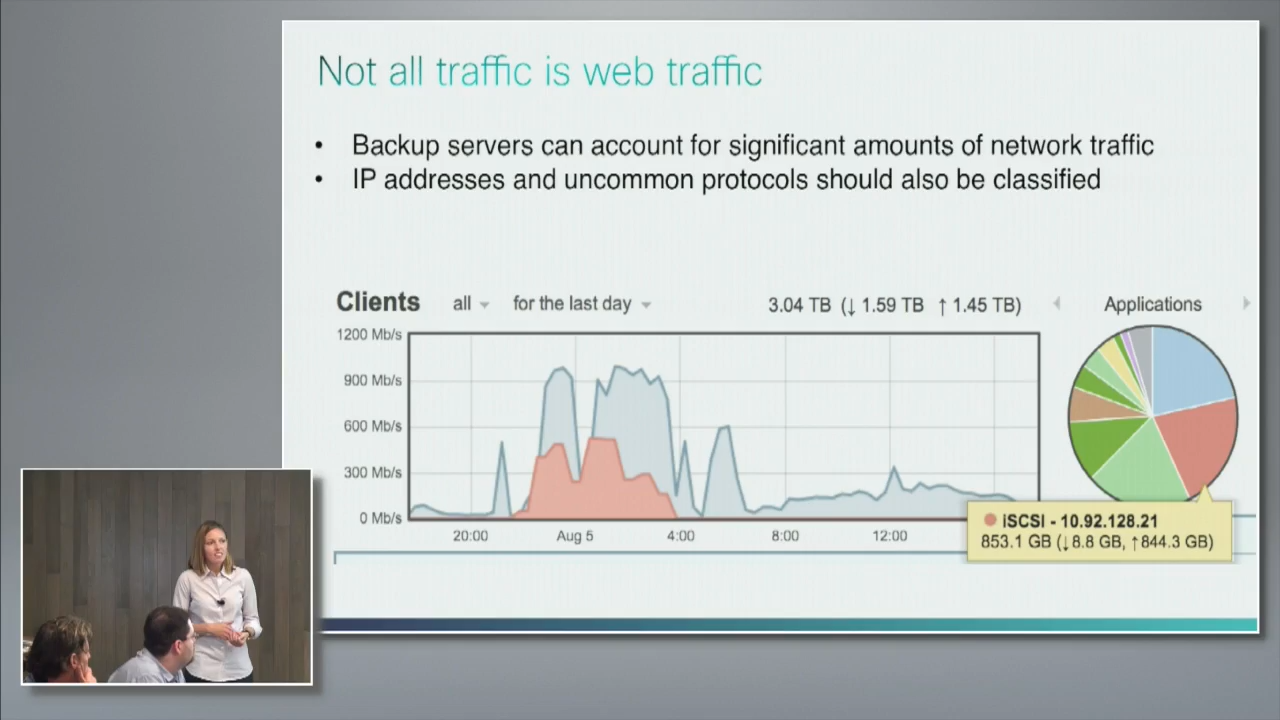 Not all traffic is web traffic
• Backup servers can account for significant amounts of network traffic
• IP addresses and uncommon protocols should also be classified
Clients all for the last day 3.04 TB (↓ 1.59 TB ↑ 1.45 TB) Applications
1200 Mb/s
900 Mb/s
600 Mb/s
300 Mb/s
0 Mb/s
20:00 Aug 5 4:00 8:00 12:00
iSCSI - 10.92.128.21
853.1 GB (↓8.8 GB, ↑844.3 GB)